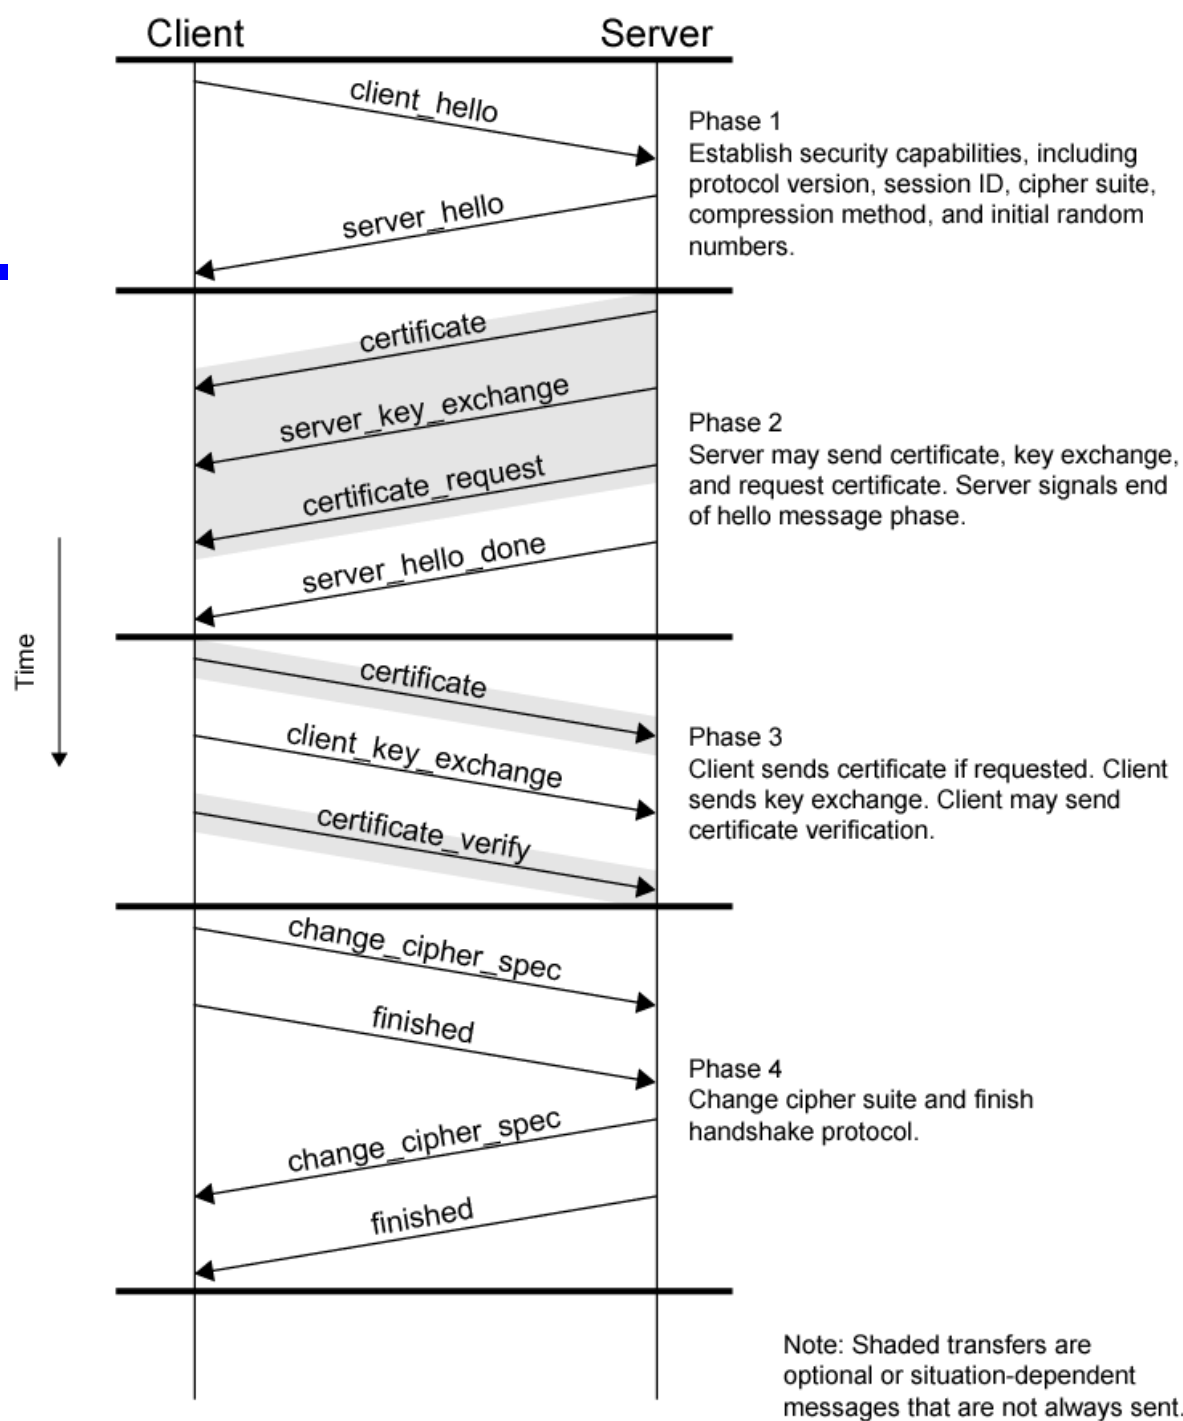 Client
Server
client_hello
server_hello
Phase 1
Establish security capabilities, including
protocol version, session ID, cipher suite,
compression method, and initial random
numbers.
certificate
server_key_exchange
certificate_request
server_hello_done
Phase 2
Server may send certificate, key exchange,
and request certificate. Server signals end
of hello message phase.
Time
certificate
client_key_exchange
certificate_verify
Phase 3
Client sends certificate if requested. Client
sends key exchange. Client may send
certificate verification.
change_cipher_spec
finished
change_cipher_spec
finished
Phase 4
Change cipher suite and finish
handshake protocol.
Note: Shaded transfers are
optional or situation-dependent
messages that are not always sent.